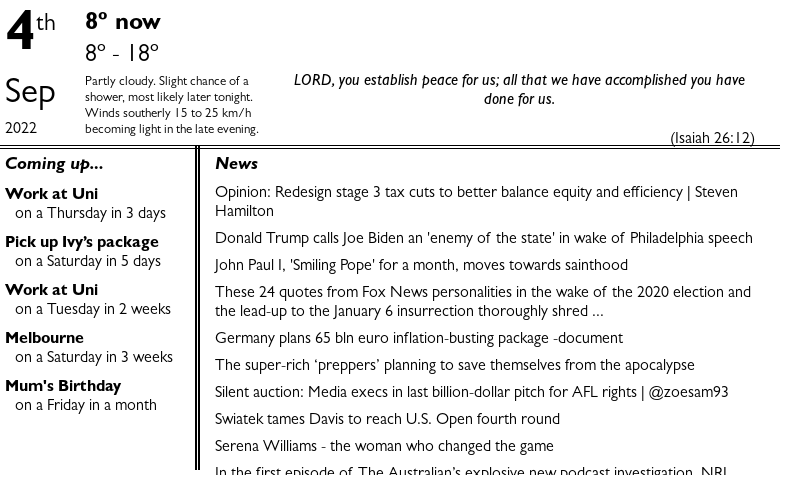 4th
Sep
2022
8º now
8º - 18º
Partly cloudy. Slight chance of a
shower, most likely later tonight.
Winds southerly 15 to 25 km/h
becoming light in the late evening.
LORD, you establish peace for us; all that we have accomplished you have
done for us.
(Isaiah 26:12)
Coming up...
Work at Uni
on a Thursday in 3 days
Pick up Ivy’s package
on a Saturday in 5 days
Work at Uni
on a Tuesday in 2 weeks
Melbourne
on a Saturday in 3 weeks
Mum's Birthday
on a Friday in a month
News
Opinion: Redesign stage 3 tax cuts to better balance equity and efficiency | Steven
Hamilton
Donald Trump calls Joe Biden an 'enemy of the state' in wake of Philadelphia speech
John Paul I, 'Smiling Pope' for a month, moves towards sainthood
These 24 quotes from Fox News personalities in the wake of the 2020 election and
the lead-up to the January 6 insurrection thoroughly shred ...
Germany plans 65 bln euro inflation-busting package -document
The super-rich ‘preppers’ planning to save themselves from the apocalypse
Silent auction: Media execs in last billion-dollar pitch for AFL rights | @zoesam93
Swiatek tames Davis to reach U.S. Open fourth round
Serena Williams - the woman who changed the game
In the first episode of The Australian’s explosive new podcast investigation, NRL